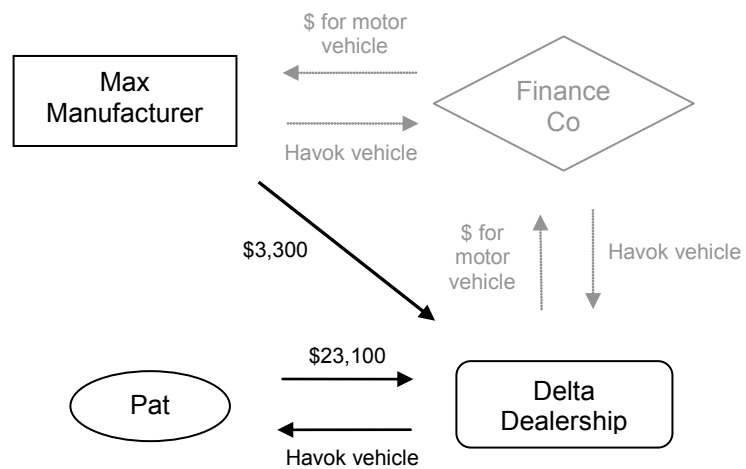 $ for motor
vehicle
Max
Manufacturer
Finance
Co
Havok vehicle
$3,300
$ for
motor
vehicle
Havok vehicle
$23,100
Pat
Delta
Dealership
Havok vehicle